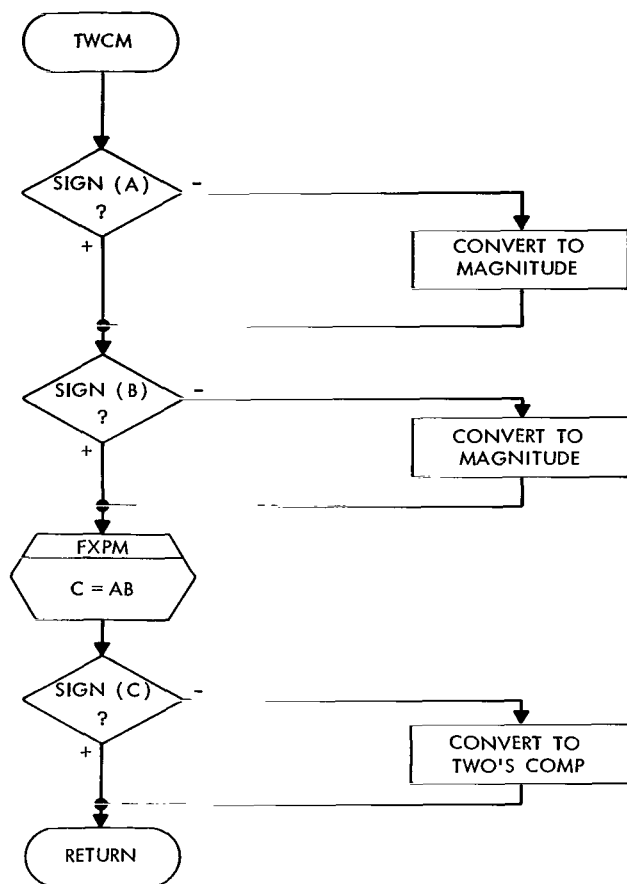 TWCM
SIGN (A)
?
-
+
CONVERT TO
MAGNITUDE
SIGN (B)
?
-
+
CONVERT TO
MAGNITUDE
FXPM
C = AB
SIGN (C)
?
-
+
CONVERT TO
TWO'S COMP
RETURN